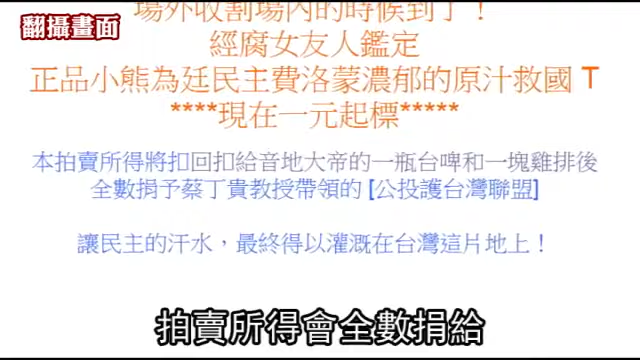 場外收割場內的時候到了！
翻攝畫面
經腐女友人鑑定
正品小熊為廷民主費洛蒙濃郁的原汁救國 T
****現在一元起標*****
本拍賣所得將扣回扣給音地大帝的一瓶台啤和一塊雞排後
全數捐予蔡丁貴教授帶領的 [公投護台灣聯盟]
讓民主的汗水，最終得以灌溉在台灣這片地上！
拍賣所得會全數捐給